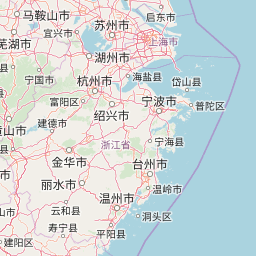 马鞍山市
苏州市
启东市
宜兴市
上海市
芜湖市
湖州市
海盐县
宁国市
杭州市
岱山县
富阳区
宁波市
普陀区
绍兴市
建德市
黄山市
浙江省
宁海县
金华市
台州市
丽水市
温岭市
云和县
温州市
洞头区
寿宁县
平阳县
建阳区